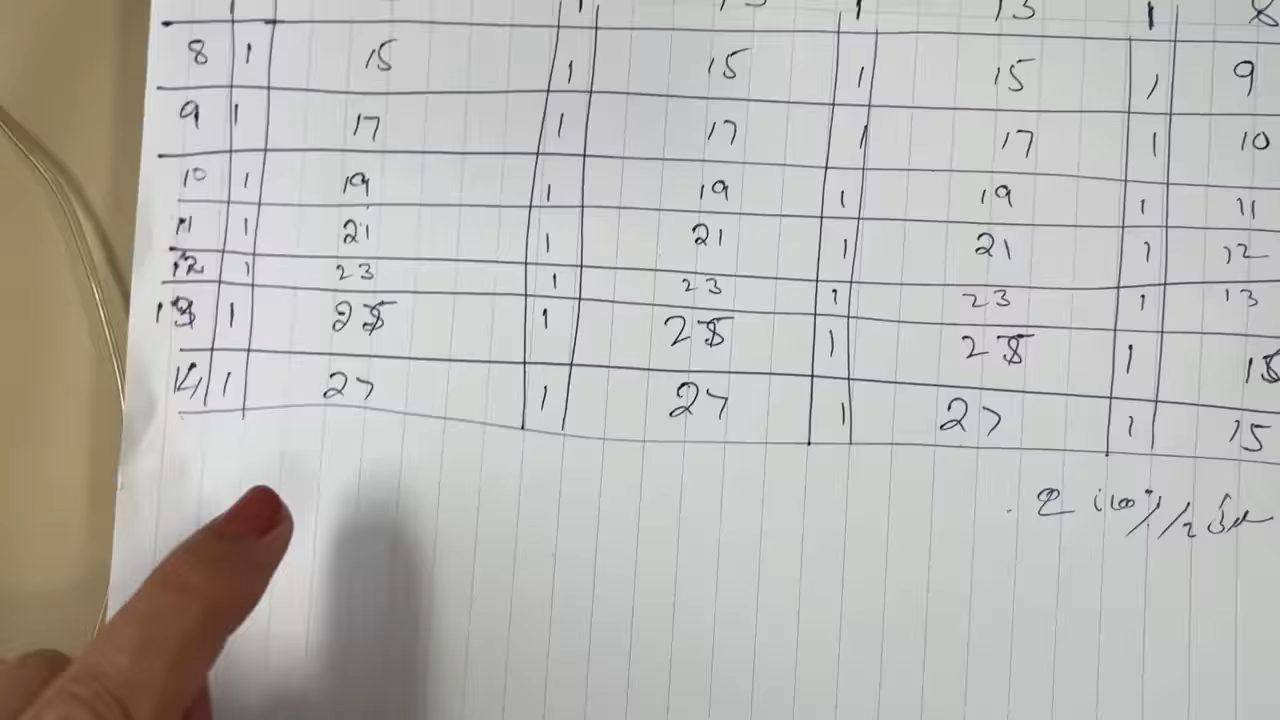 13 1 8
8 1 15 1 15 1 15 1 9
9 1 17 1 17 1 17 1 10
10 1 19 1 19 1 19 1 11
11 1 21 1 21 1 21 1 12
12 1 23 1 23 1 23 1 13
13 1 25 1 25 1 25 1
14 1 27 1 27 1 27 1 15